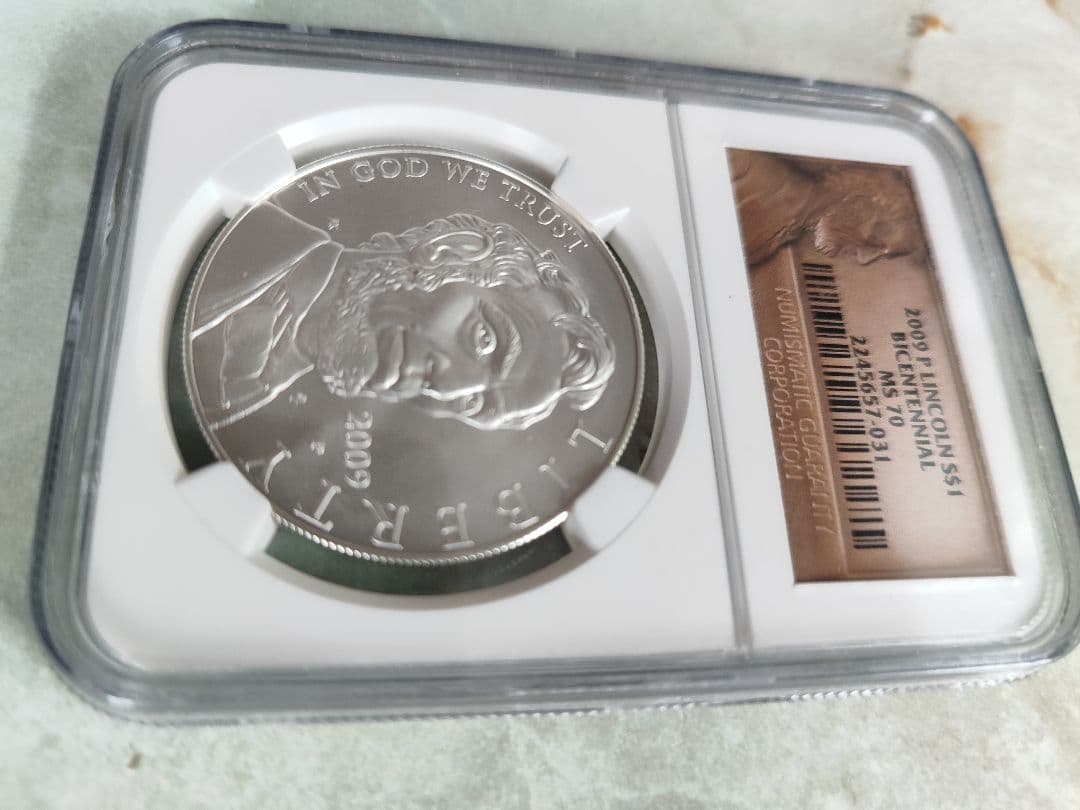 IN GOD WE TRUST
LIBERTY
2009
P
2009 P LINCOLN S$1
BICENTENNIAL
MS 70
2245657-031
NUMISMATIC GUARANTY
CORPORATION